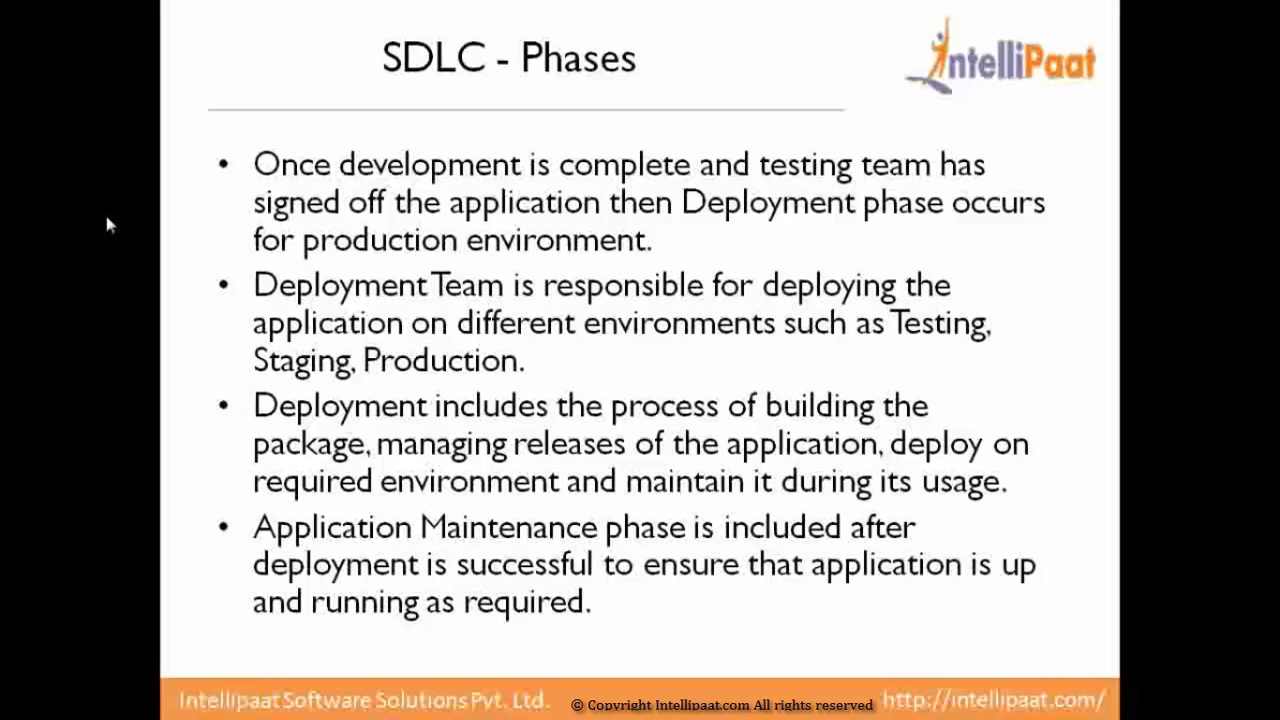 SDLC - Phases
IntelliPaat
• Once development is complete and testing team has
signed off the application then Deployment phase occurs
for production environment.
• Deployment Team is responsible for deploying the
application on different environments such as Testing,
Staging, Production.
• Deployment includes the process of building the
package, managing releases of the application, deploy on
required environment and maintain it during its usage.
• Application Maintenance phase is included after
deployment is successful to ensure that application is up
and running as required.
Intellipaat Software Solutions Pvt. Ltd. © Copyright Intellipaat.com All rights reserved http://intellipaat.com/